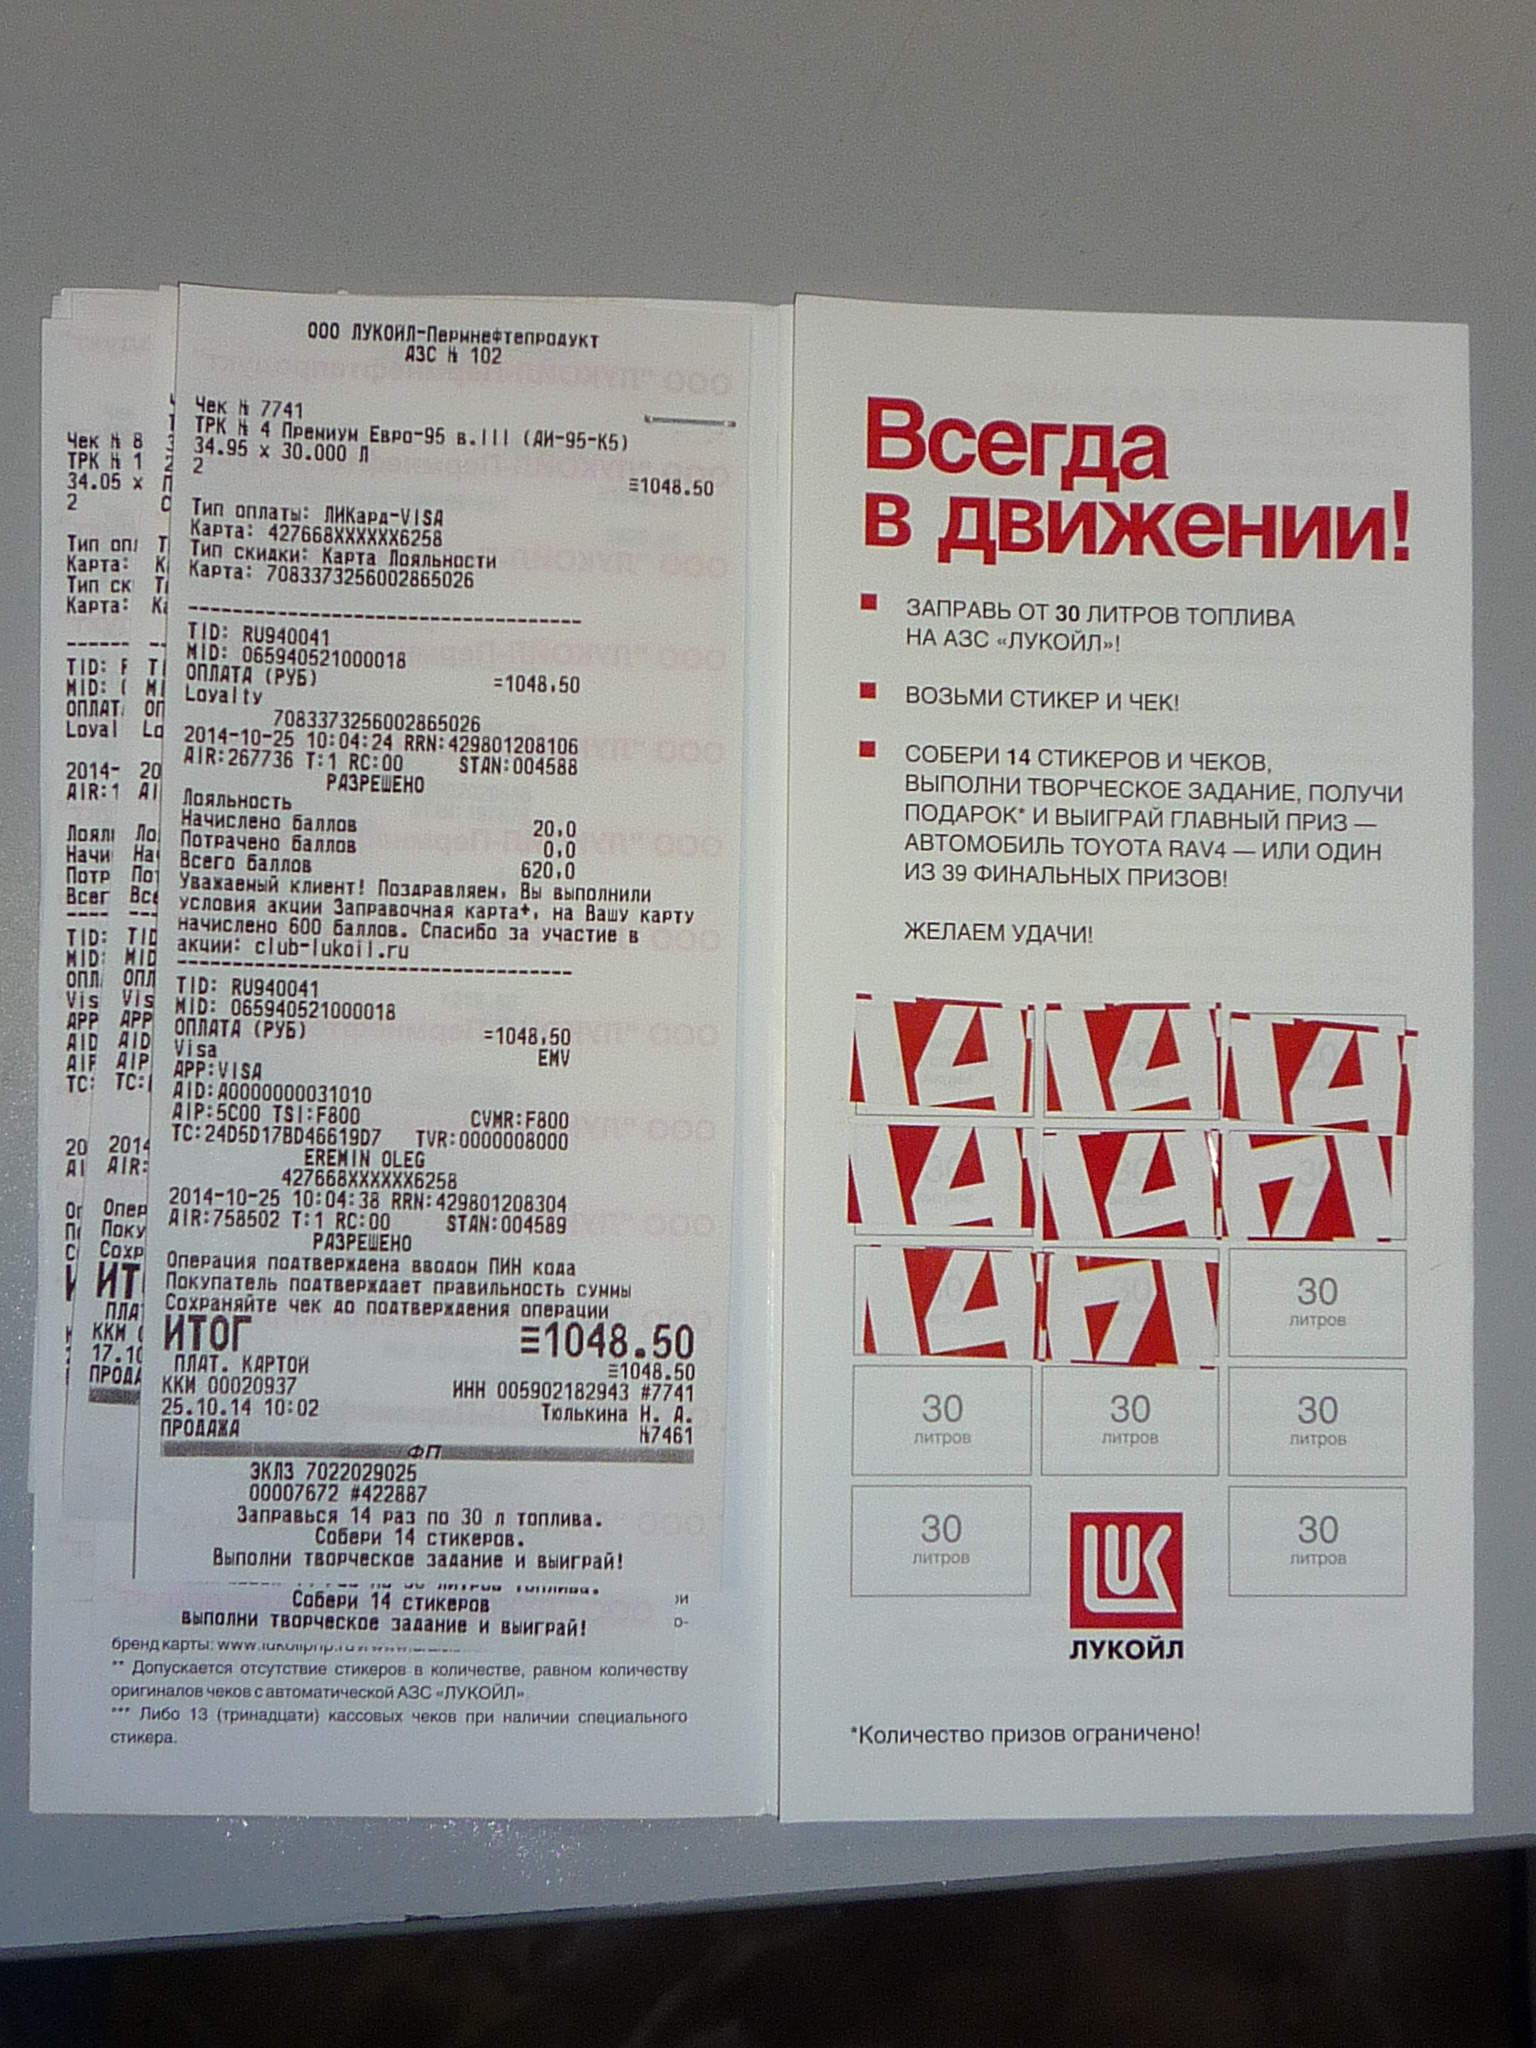 ООО ЛУКОЙЛ-Пермнефтепродукт
АЗС № 102
Чек № 7741
ТРК № 4 Премиум Евро-95 в.III (АИ-95-К5)
34.95 x 30.000 Л
2
≡1048.50
Тип оплаты: ЛИКард-VISA
Карта: 427668XXXXXX6258
Тип скидки: Карта Лояльности
Карта: 7083373256002865026
TID: RU940041
MID: 065940521000018
ОПЛАТА (РУБ) =1048.50
Loyalty
7083373256002865026
2014-10-25 10:04:24 RRN:429801208106
AIR:267736 T:1 RC:00 STAN:004588
РАЗРЕШЕНО
Лояльность
Начислено баллов 20.0
Потрачено баллов 0.0
Всего баллов 620.0
Уважаемый клиент! Поздравляем, Вы выполнили
условия акции Заправочная карта+, на Вашу карту
начислено 600 баллов. Спасибо за участие в
акции: club-lukoil.ru
TID: RU940041
MID: 065940521000018
ОПЛАТА (РУБ) =1048.50
Visa EMV
APP:VISA
AID:A0000000031010
AIP:5C00 TSI:F800 CVMR:F800
TC:24D5D17BD46619D7 TVR:0000008000
EREMIN OLEG
427668XXXXXX6258
2014-10-25 10:04:38 RRN:429801208304
AIR:758502 T:1 RC:00 STAN:004589
РАЗРЕШЕНО
Операция подтверждена вводом ПИН кода
Покупатель подтверждает правильность суммы
Сохраняйте чек до подтверждения операции
ИТОГ ≡1048.50
ПЛАТ. КАРТОЙ ≡1048.50
ККМ 00020937 ИНН 005902182943 #7741
25.10.14 10:02 Тюлькина Н. А.
ПРОДАЖА №7461
ФП
ЭКЛЗ 7022029025
00007672 #422887
Заправься 14 раз по 30 л топлива.
Собери 14 стикеров.
Выполни творческое задание и выиграй!
Собери 14 стикеров
выполни творческое задание и выиграй!
бренд карты:
** Допускается отсутствие стикеров в количестве, равном количеству
оригиналов чеков с автоматической АЗС «ЛУКОЙЛ».
*** Либо 13 (тринадцати) кассовых чеков при наличии специального
стикера.
Всегда
в движении!
ЗАПРАВЬ ОТ 30 ЛИТРОВ ТОПЛИВА
НА АЗС «ЛУКОЙЛ»!
ВОЗЬМИ СТИКЕР И ЧЕК!
СОБЕРИ 14 СТИКЕРОВ И ЧЕКОВ,
ВЫПОЛНИ ТВОРЧЕСКОЕ ЗАДАНИЕ, ПОЛУЧИ
ПОДАРОК* И ВЫИГРАЙ ГЛАВНЫЙ ПРИЗ —
АВТОМОБИЛЬ TOYOTA RAV4 — ИЛИ ОДИН
ИЗ 39 ФИНАЛЬНЫХ ПРИЗОВ!
ЖЕЛАЕМ УДАЧИ!
30
литров
30 30 30
литров литров литров
30 30
литров литров
LUK
ЛУКОЙЛ
*Количество призов ограничено!